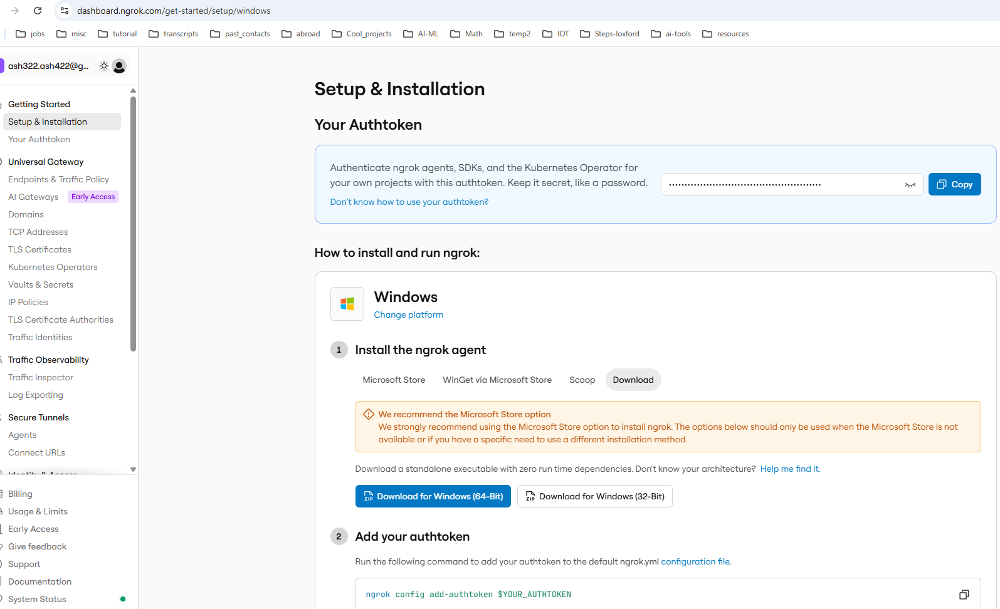 dashboard.ngrok.com/get-started/setup/windows
jobs
misc
tutorial
transcripts
past_contacts
abroad
Cool_projects
AI-ML
Math
temp2
IOT
Steps-loxford
ai-tools
resources
ash322.ash422@g...
Getting Started
Setup & Installation
Your Authtoken
Universal Gateway
Endpoints & Traffic Policy
AI Gateways
Early Access
Domains
TCP Addresses
TLS Certificates
Kubernetes Operators
Vaults & Secrets
IP Policies
TLS Certificate Authorities
Traffic Identities
Traffic Observability
Traffic Inspector
Log Exporting
Secure Tunnels
Agents
Connect URLs
Identity & Access
Billing
Usage & Limits
Early Access
Give feedback
Support
Documentation
System Status
Setup & Installation
Your Authtoken
Authenticate ngrok agents, SDKs, and the Kubernetes Operator for
your own projects with this authtoken. Keep it secret, like a password.
Don't know how to use your authtoken?
Copy
How to install and run ngrok:
Windows
Change platform
1
Install the ngrok agent
Microsoft Store
WinGet via Microsoft Store
Scoop
Download
We recommend the Microsoft Store option
We strongly recommend using the Microsoft Store option to install ngrok. The options below should only be used when the Microsoft Store is not
available or if you have a specific need to use a different installation method.
Download a standalone executable with zero run time dependencies. Don't know your architecture? Help me find it.
ZIP Download for Windows (64-Bit)
ZIP Download for Windows (32-Bit)
2
Add your authtoken
Run the following command to add your authtoken to the default ngrok.yml configuration file.
ngrok config add-authtoken $YOUR_AUTHTOKEN